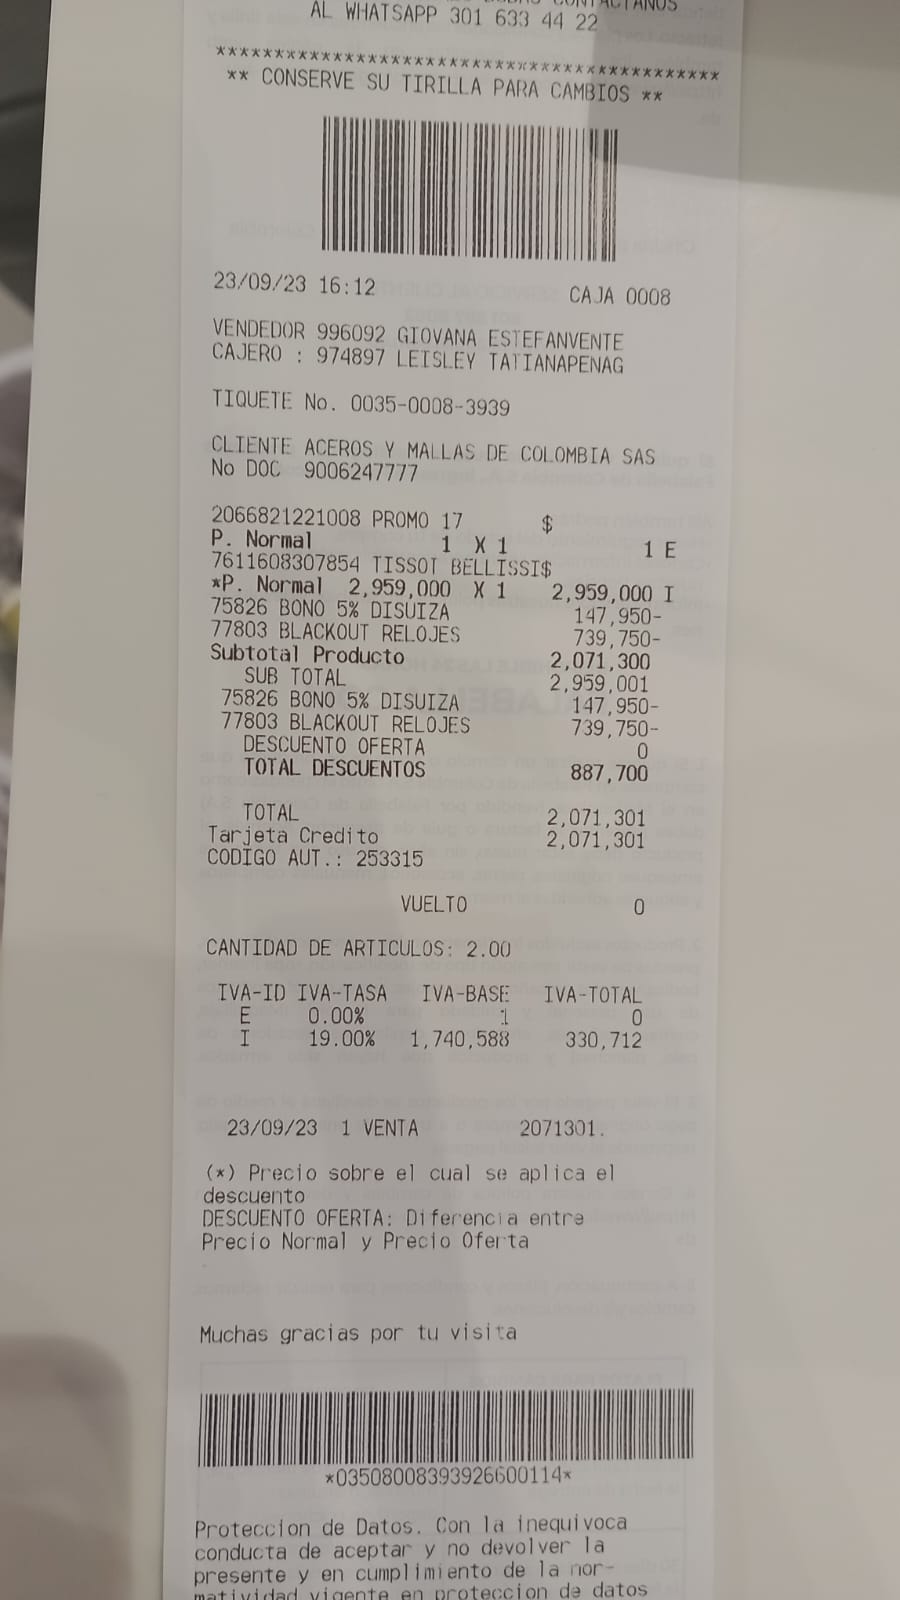 CONTACTANOS
AL WHATSAPP 301 633 44 22
*******************************************
** CONSERVE SU TIRILLA PARA CAMBIOS **
23/09/23 16:12 CAJA 0008
VENDEDOR 996092 GIOVANA ESTEFANVENTE
CAJERO : 974897 LEISLEY TATIANAPENAG
TIQUETE No. 0035-0008-3939
CLIENTE ACEROS Y MALLAS DE COLOMBIA SAS
No DOC 9006247777
2066821221008 PROMO 17 $
P. Normal 1 X 1 1 E
7611608307854 TISSOT BELLISSI$
*P. Normal 2,959,000 X 1 2,959,000 I
75826 BONO 5% DISUIZA 147,950-
77803 BLACKOUT RELOJES 739,750-
Subtotal Producto 2,071,300
SUB TOTAL 2,959,001
75826 BONO 5% DISUIZA 147,950-
77803 BLACKOUT RELOJES 739,750-
DESCUENTO OFERTA 0
TOTAL DESCUENTOS 887,700
TOTAL 2,071,301
Tarjeta Credito 2,071,301
CODIGO AUT.: 253315
VUELTO 0
CANTIDAD DE ARTICULOS: 2.00
IVA-ID IVA-TASA IVA-BASE IVA-TOTAL
E 0.00% 1 0
I 19.00% 1,740,588 330,712
23/09/23 1 VENTA 2071301.
(*) Precio sobre el cual se aplica el
descuento
DESCUENTO OFERTA: Diferencia entre
Precio Normal y Precio Oferta
Muchas gracias por tu visita
*03508008393926600114*
Proteccion de Datos. Con la inequivoca
conducta de aceptar y no devolver la
presente y en cumplimiento de la nor-
matividad vigente en proteccion de datos